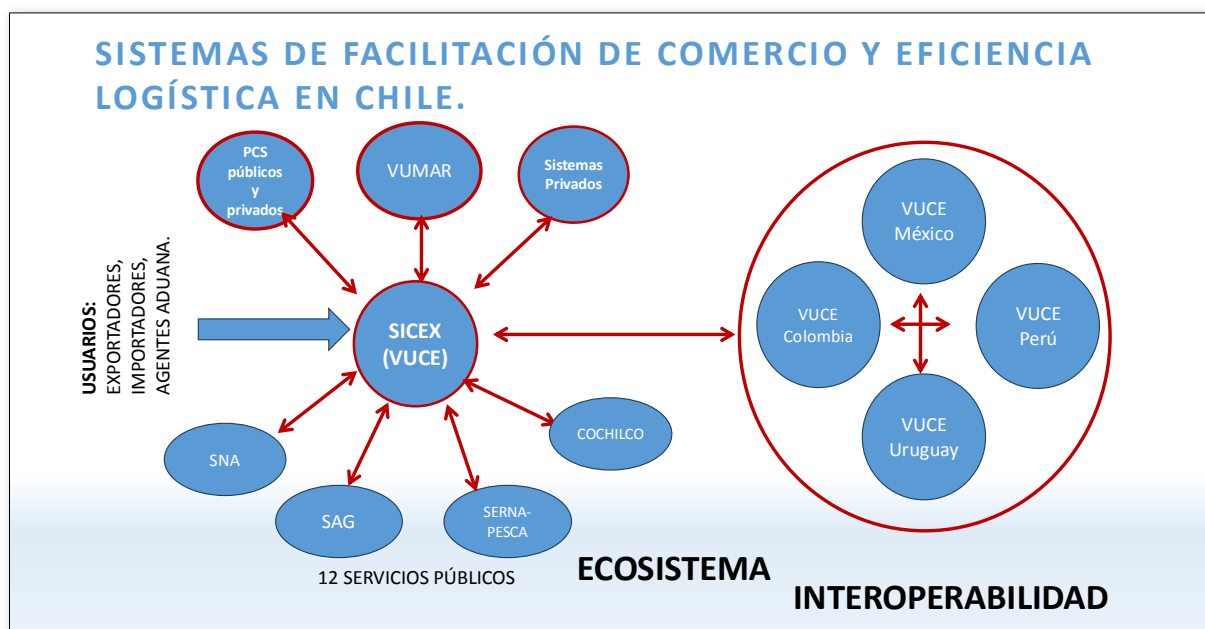 SISTEMAS DE FACILITACIÓN DE COMERCIO Y EFICIENCIA
LOGÍSTICA EN CHILE.
PCS
públicos
y
privados
VUMAR
Sistemas
Privados
USUARIOS:
EXPORTADORES,
IMPORTADORES,
AGENTES ADUANA.
SICEX
(VUCE)
SNA
SAG
SERNA-
PESCA
COCHILCO
12 SERVICIOS PÚBLICOS
ECOSISTEMA
VUCE
México
VUCE
Colombia
VUCE
Perú
VUCE
Uruguay
INTEROPERABILIDAD